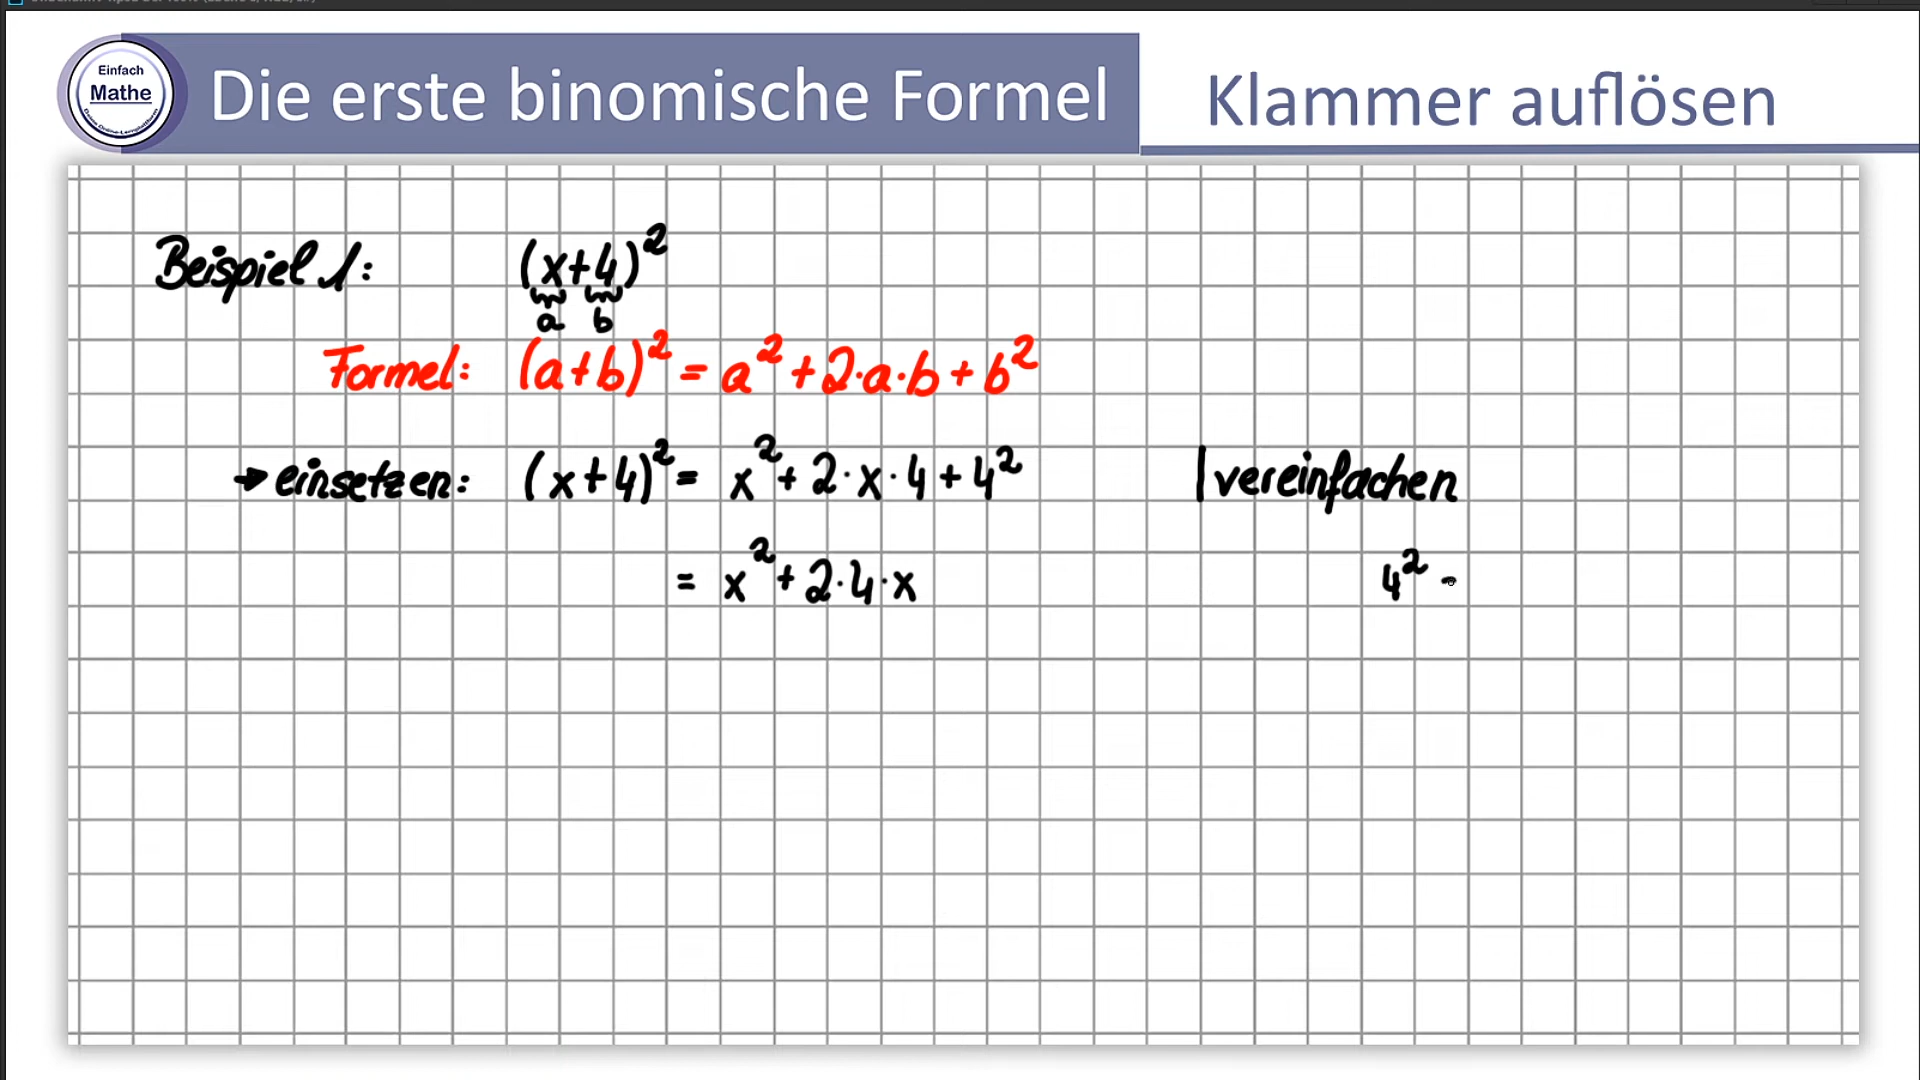 Einfach
Mathe
Die erste binomische Formel
Klammer auflösen
Beispiel 1: (x+4)²
a b
Formel: (a+b)² = a² + 2·a·b + b²
→ einsetzen: (x+4)² = x² + 2·x·4 + 4² | vereinfachen
= x² + 2·4·x 4² -